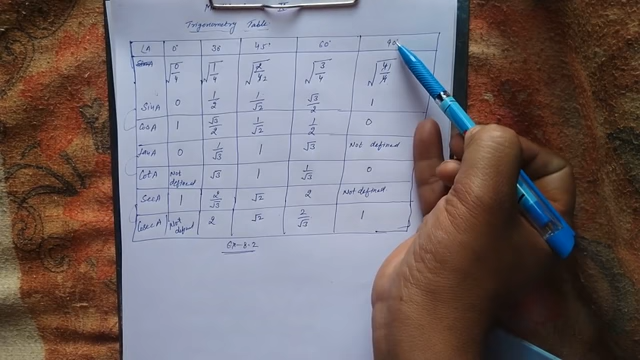 Trigonometry Table
∠A 0° 30 45° 60° 90°
√0/4 √1/4 √2/4 2 √3/4 √4/4
SinA 0 1/2 1/√2 √3/2 1
CosA 1 √3/2 1/√2 1/2 0
TanA 0 1/√3 1 √3 Not defined
CotA Not defined √3 1 1/√3 0
SecA 1 2/√3 √2 2 Not defined
CosecA Not defined 2 √2 2/√3 1